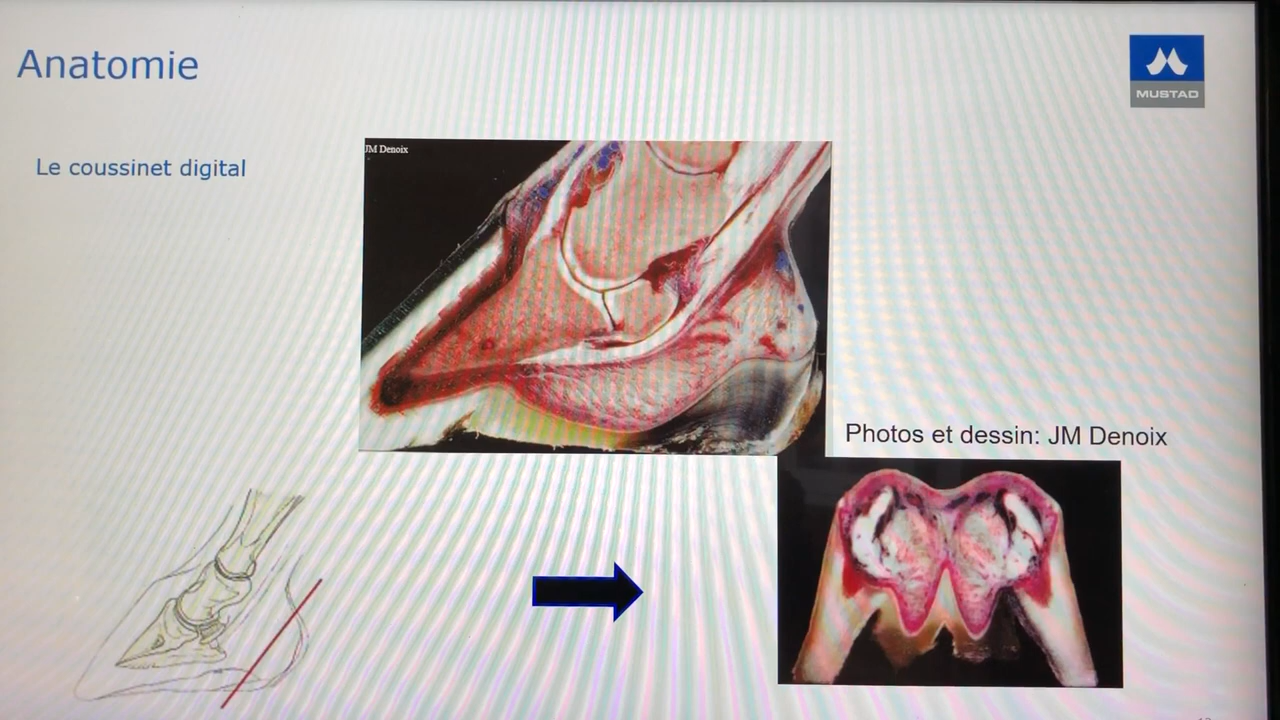 Anatomie
MUSTAD
Le coussinet digital
JM Denoix
Photos et dessin: JM Denoix